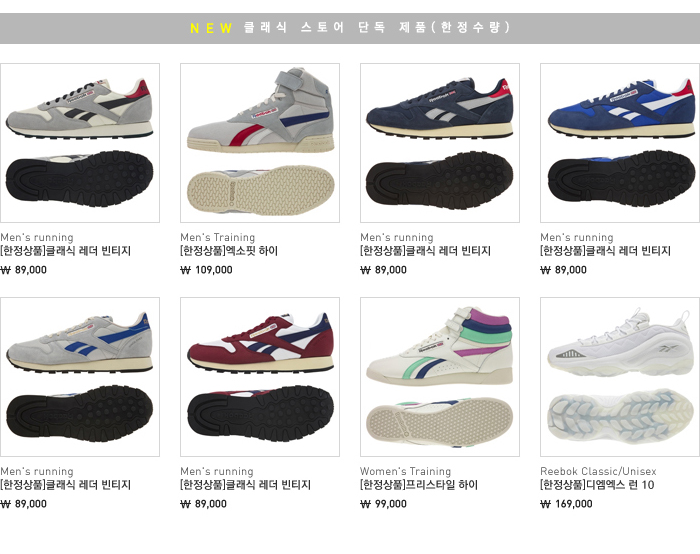 NEW 클래식 스토어 단독 제품(한정수량)
Men's running
[한정상품]클래식 레더 빈티지
₩ 89,000
Men's Training
[한정상품]엑소핏 하이
₩ 109,000
Men's running
[한정상품]클래식 레더 빈티지
₩ 89,000
Men's running
[한정상품]클래식 레더 빈티지
₩ 89,000
Men's running
[한정상품]클래식 레더 빈티지
₩ 89,000
Men's running
[한정상품]클래식 레더 빈티지
₩ 89,000
Women's Training
[한정상품]프리스타일 하이
₩ 99,000
Reebok Classic/Unisex
[한정상품]디엠엑스 런 10
₩ 169,000